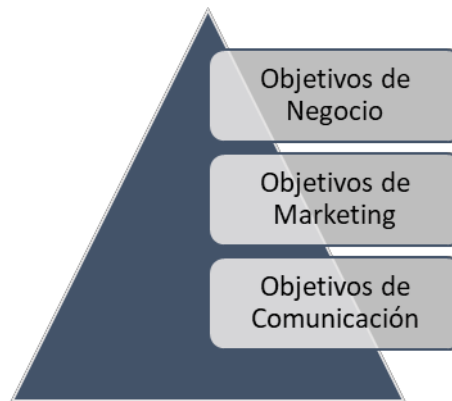 Objetivos de
Negocio
Objetivos de
Marketing
Objetivos de
Comunicación